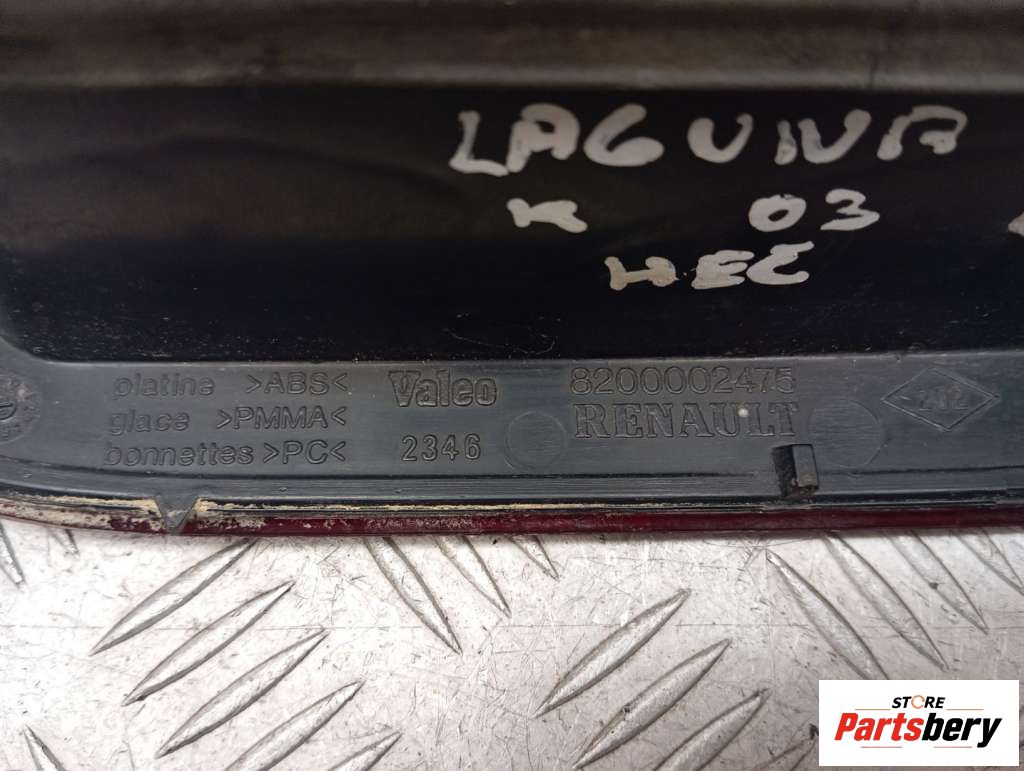 LAGUNA
K 03
HEC
platine >ABS< Valeo 8200002475
glace >PMMA< RENAULT
bonnettes >PC< 2346
STORE
Partsbery